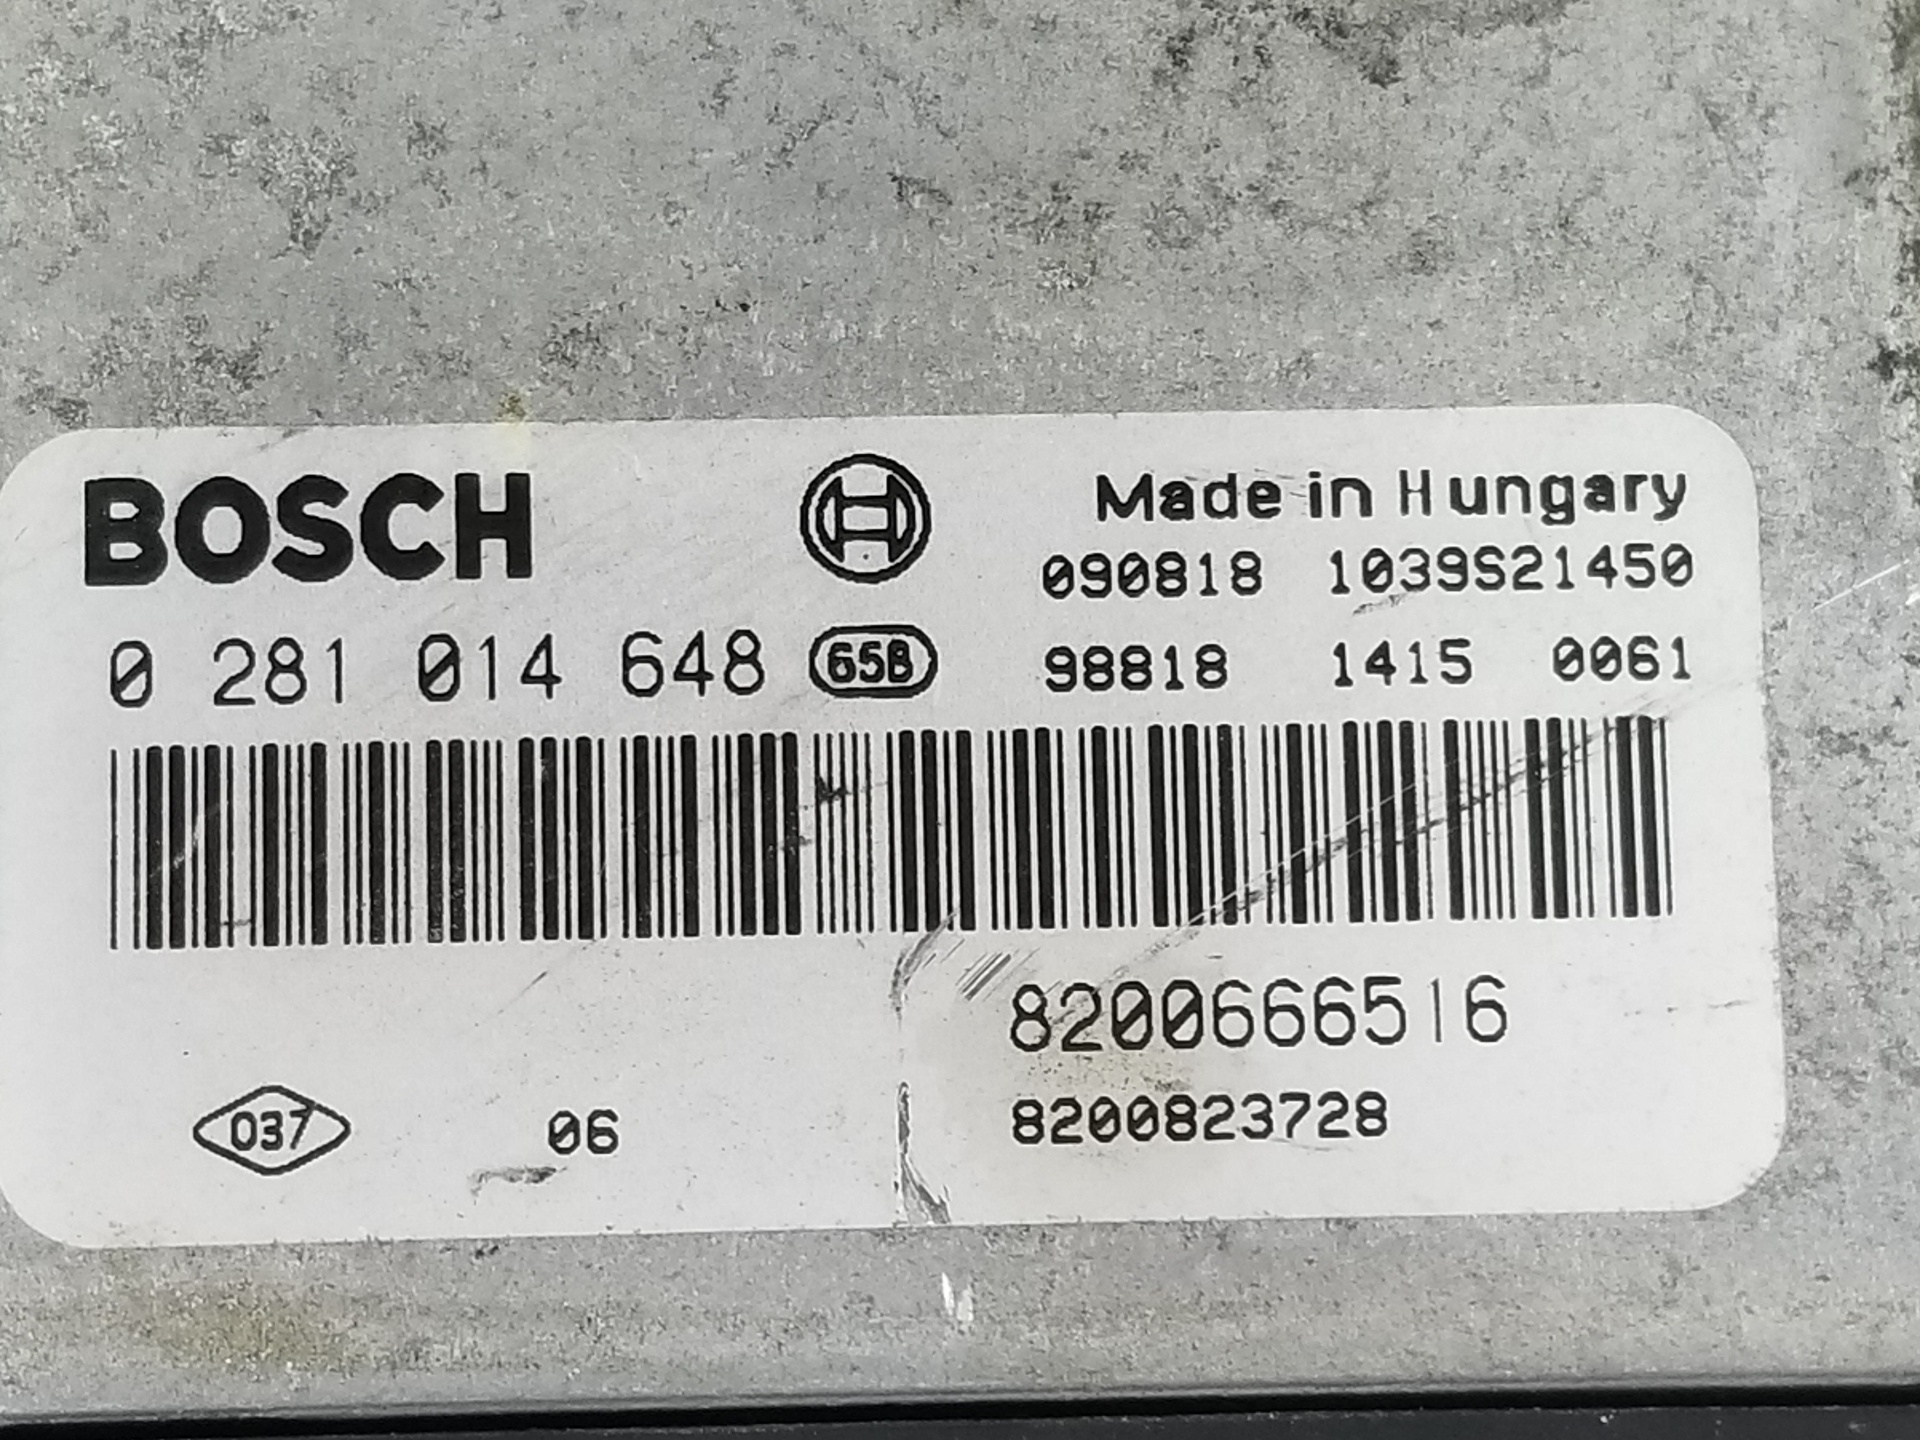 BOSCH
Made in Hungary
090818 1039S21450
0 281 014 648 65B 98818 1415 0061
8200666516
037 06 8200823728